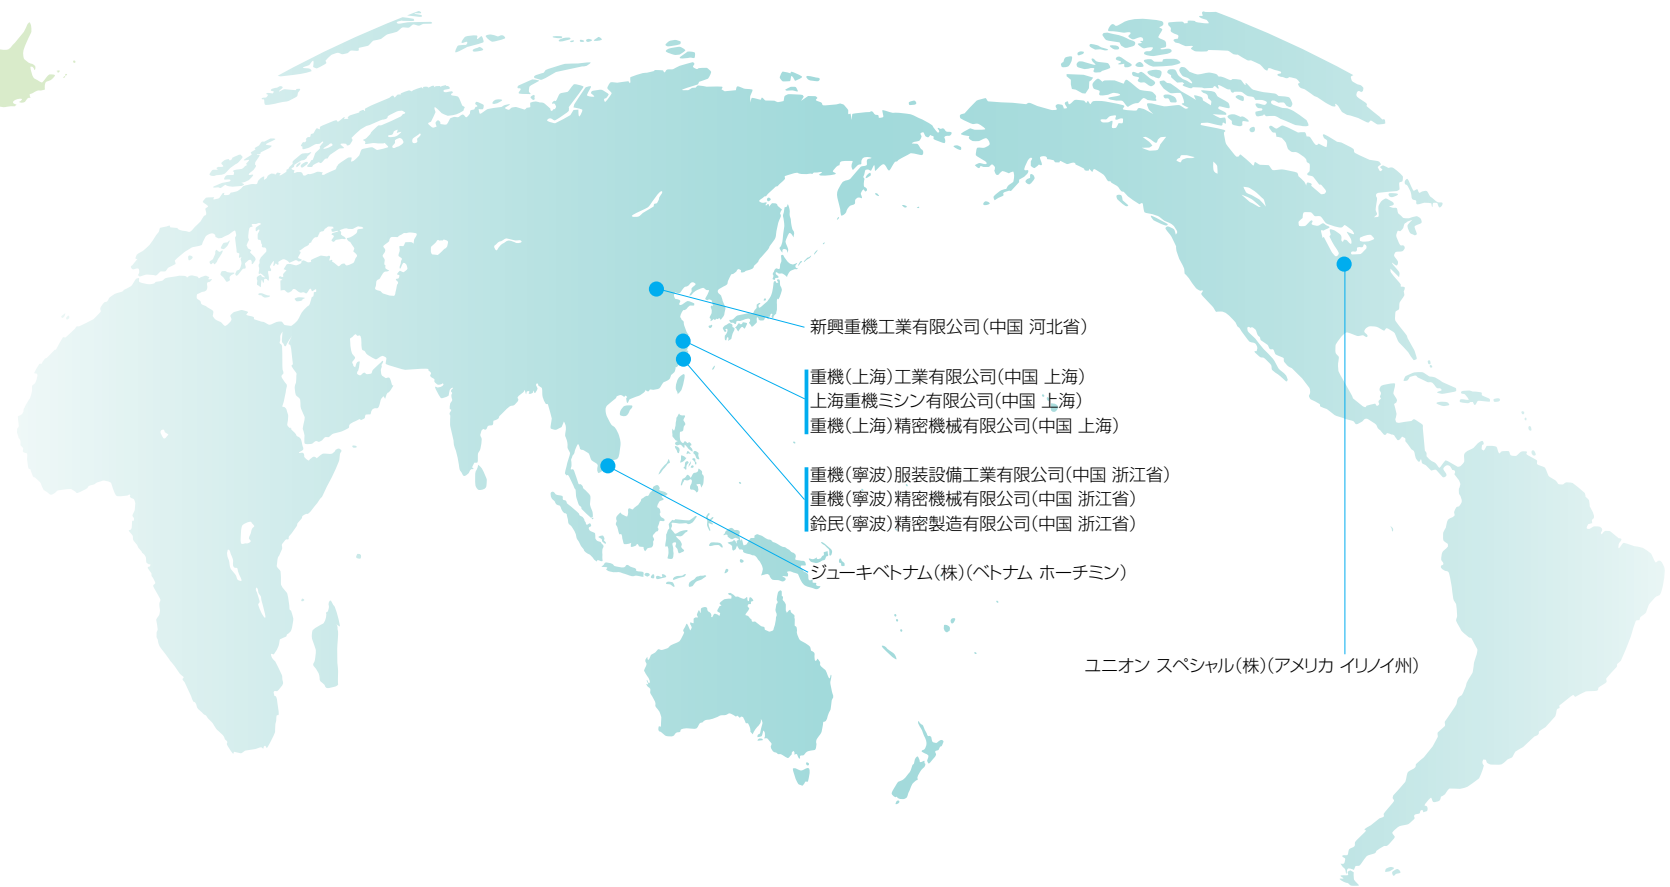 新興重機工業有限公司(中国 河北省)
重機(上海)工業有限公司(中国 上海)
上海重機ミシン有限公司(中国 上海)
重機(上海)精密機械有限公司(中国 上海)
重機(寧波)服装設備工業有限公司(中国 浙江省)
重機(寧波)精密機械有限公司(中国 浙江省)
鈴民(寧波)精密製造有限公司(中国 浙江省)
ジューキベトナム(株)(ベトナム ホーチミン)
ユニオン スペシャル(株)(アメリカ イリノイ州)